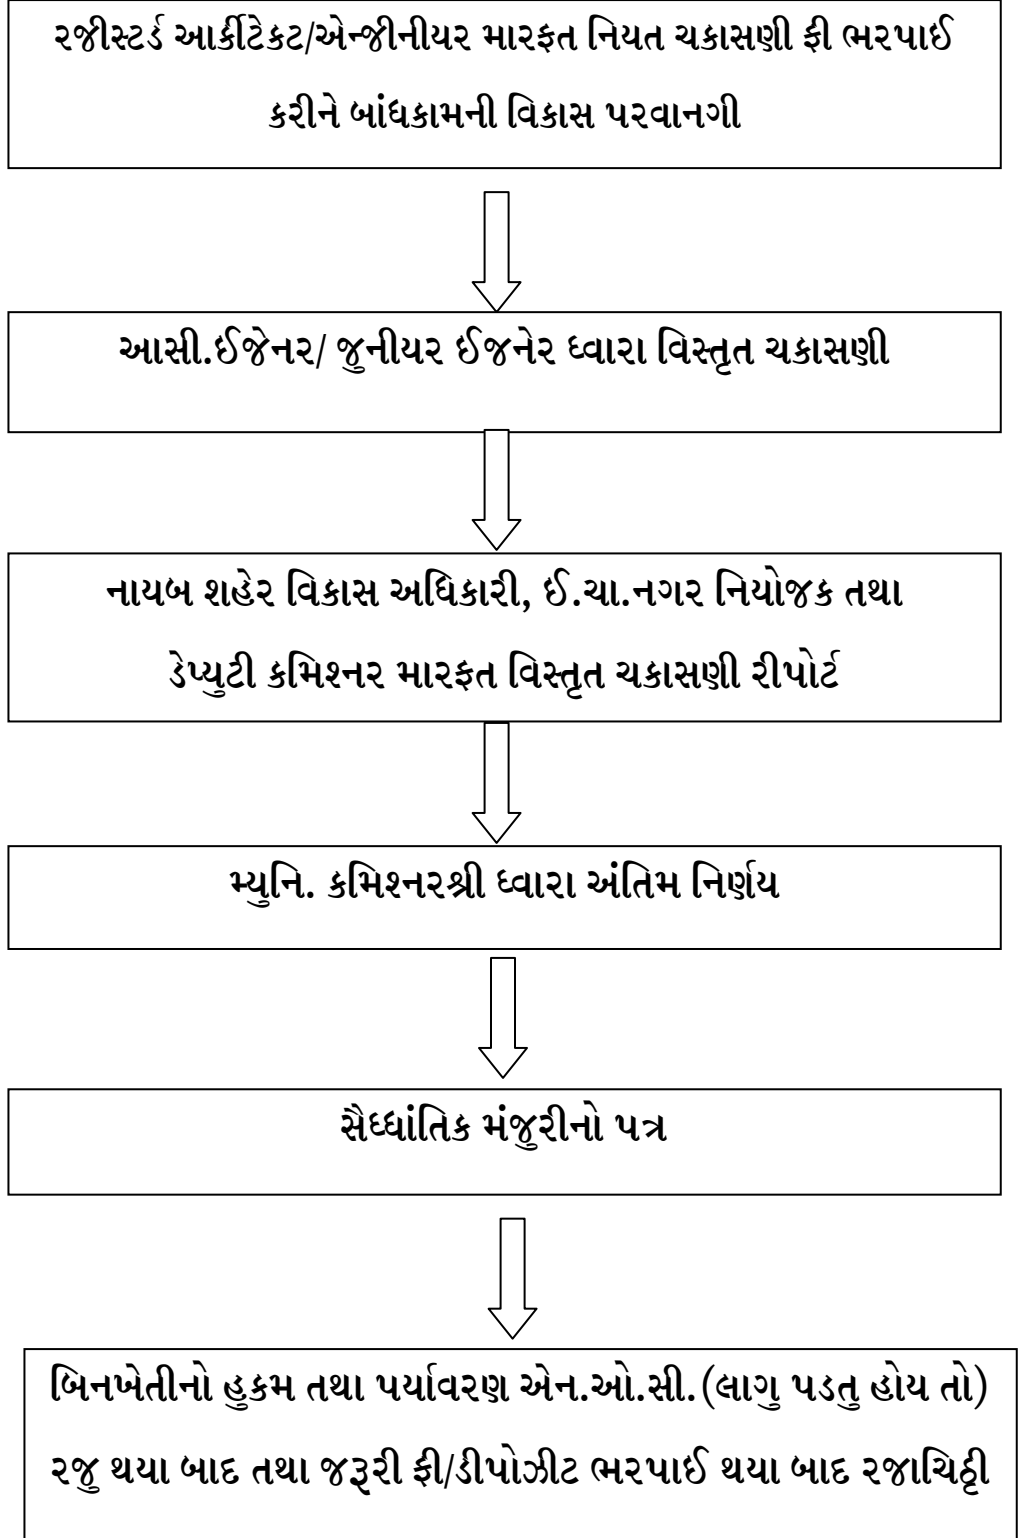 રજીસ્ટર્ડ આર્કીટેકટ/એન્જીનીયર મારફત નિયત ચકાસણી ફી ભરપાઈ
કરીને બાંધકામની વિકાસ પરવાનગી
આસી.ઈજેનર/ જુનીયર ઈજનેર ધ્વારા વિસ્તૃત ચકાસણી
નાયબ શહેર વિકાસ અધિકારી, ઈ.ચા.નગર નિયોજક તથા
ડેપ્યુટી કમિશ્નર મારફત વિસ્તૃત ચકાસણી રીપોર્ટ
મ્યુનિ. કમિશ્નરશ્રી ધ્વારા અંતિમ નિર્ણય
સૈધ્ધાંતિક મંજુરીનો પત્ર
બિનખેતીનો હુકમ તથા પર્યાવરણ એન.ઓ.સી.(લાગુ પડતુ હોય તો)
રજુ થયા બાદ તથા જરૂરી ફી/ડીપોઝીટ ભરપાઈ થયા બાદ રજાચિઠ્ઠી